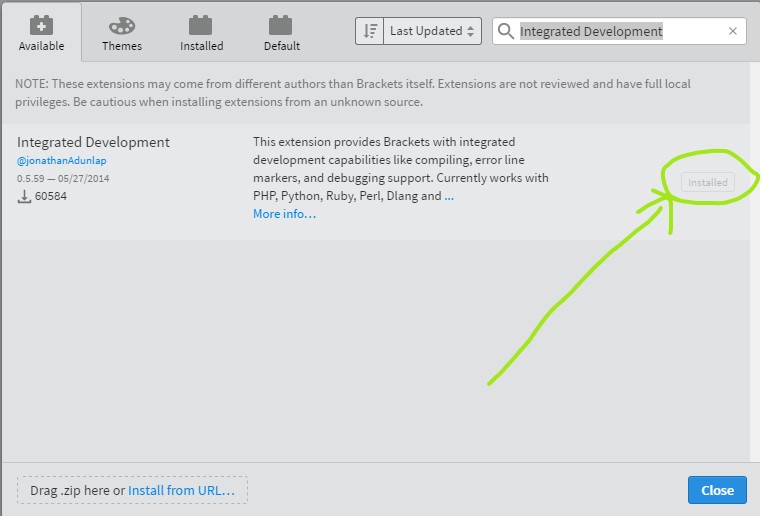 Available
Themes
Installed
Default
Last Updated
Integrated Development
NOTE: These extensions may come from different authors than Brackets itself. Extensions are not reviewed and have full local
privileges. Be cautious when installing extensions from an unknown source.
Integrated Development
@jonathanAdunlap
0.5.59 — 05/27/2014
60584
This extension provides Brackets with integrated
development capabilities like compiling, error line
markers, and debugging support. Currently works with
PHP, Python, Ruby, Perl, Dlang and ...
More info...
Installed
Drag .zip here or Install from URL...
Close